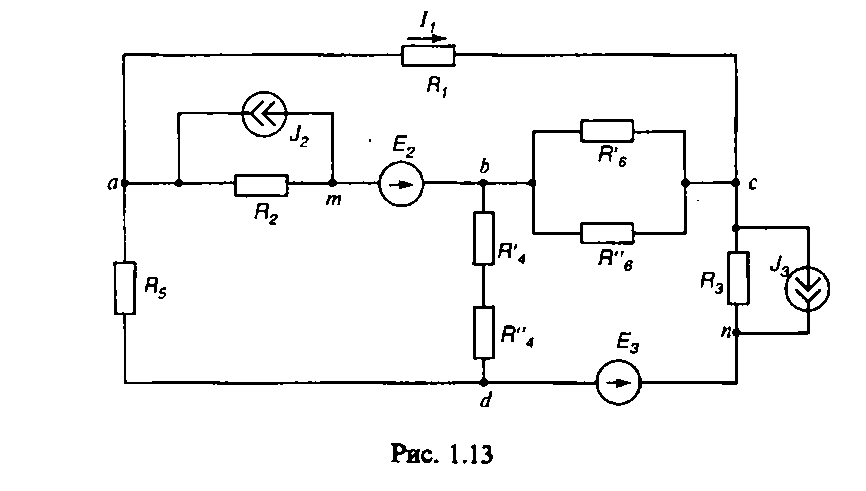 I₁
R₁
J₂
E₂
b
R'₆
a
R₂
m
c
R'₄
R"₆
R₅
R₃
J₃
R"₄
n
E₃
d
Рис. 1.13